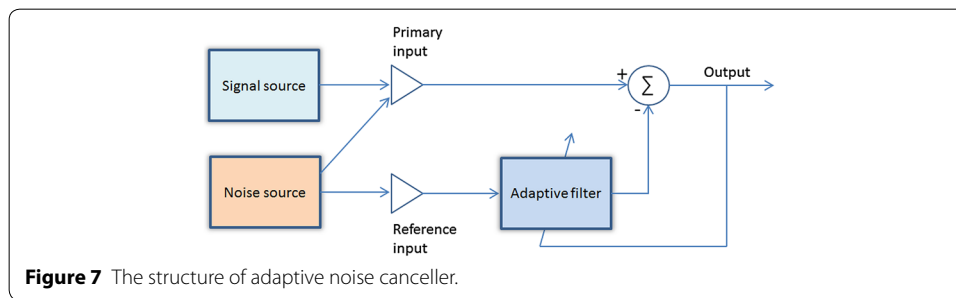 Primary
input
Signal source
+
Σ
Output
-
Noise source
Adaptive filter
Reference
input
Figure 7 The structure of adaptive noise canceller.